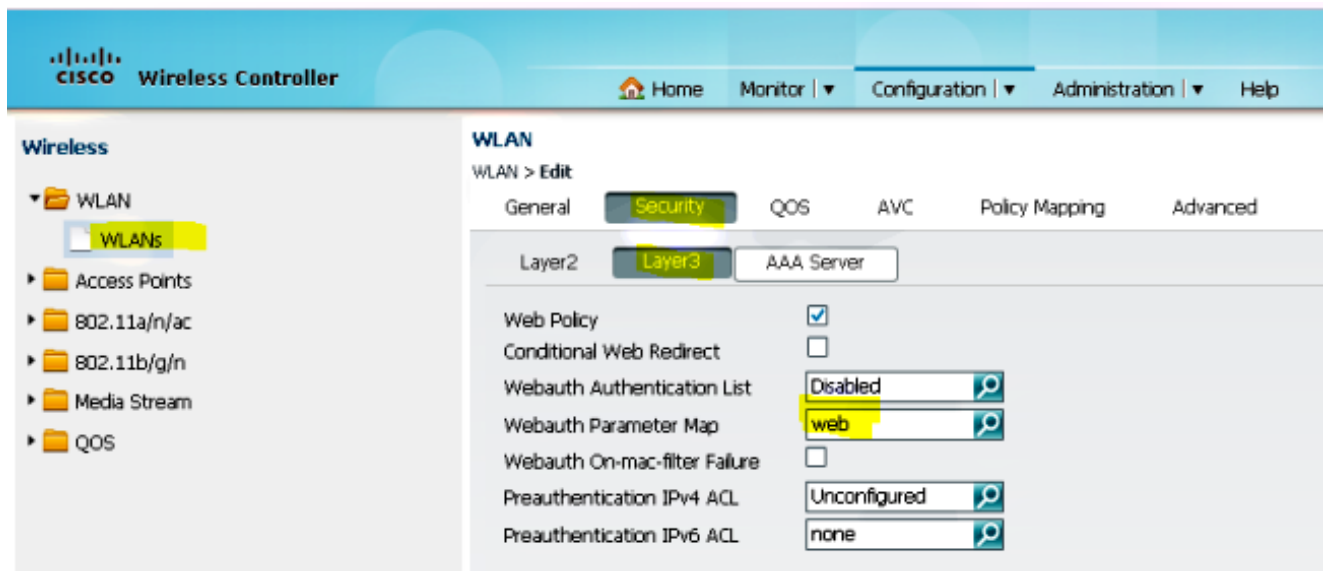 CISCO Wireless Controller
Home Monitor Configuration Administration Help
Wireless
WLAN
WLANs
Access Points
802.11a/n/ac
802.11b/g/n
Media Stream
QOS
WLAN
WLAN > Edit
General Security QOS AVC Policy Mapping Advanced
Layer2 Layer3 AAA Server
Web Policy
Conditional Web Redirect
Webauth Authentication List Disabled
Webauth Parameter Map web
Webauth On-mac-filter Failure
Preauthentication IPv4 ACL Unconfigured
Preauthentication IPv6 ACL none